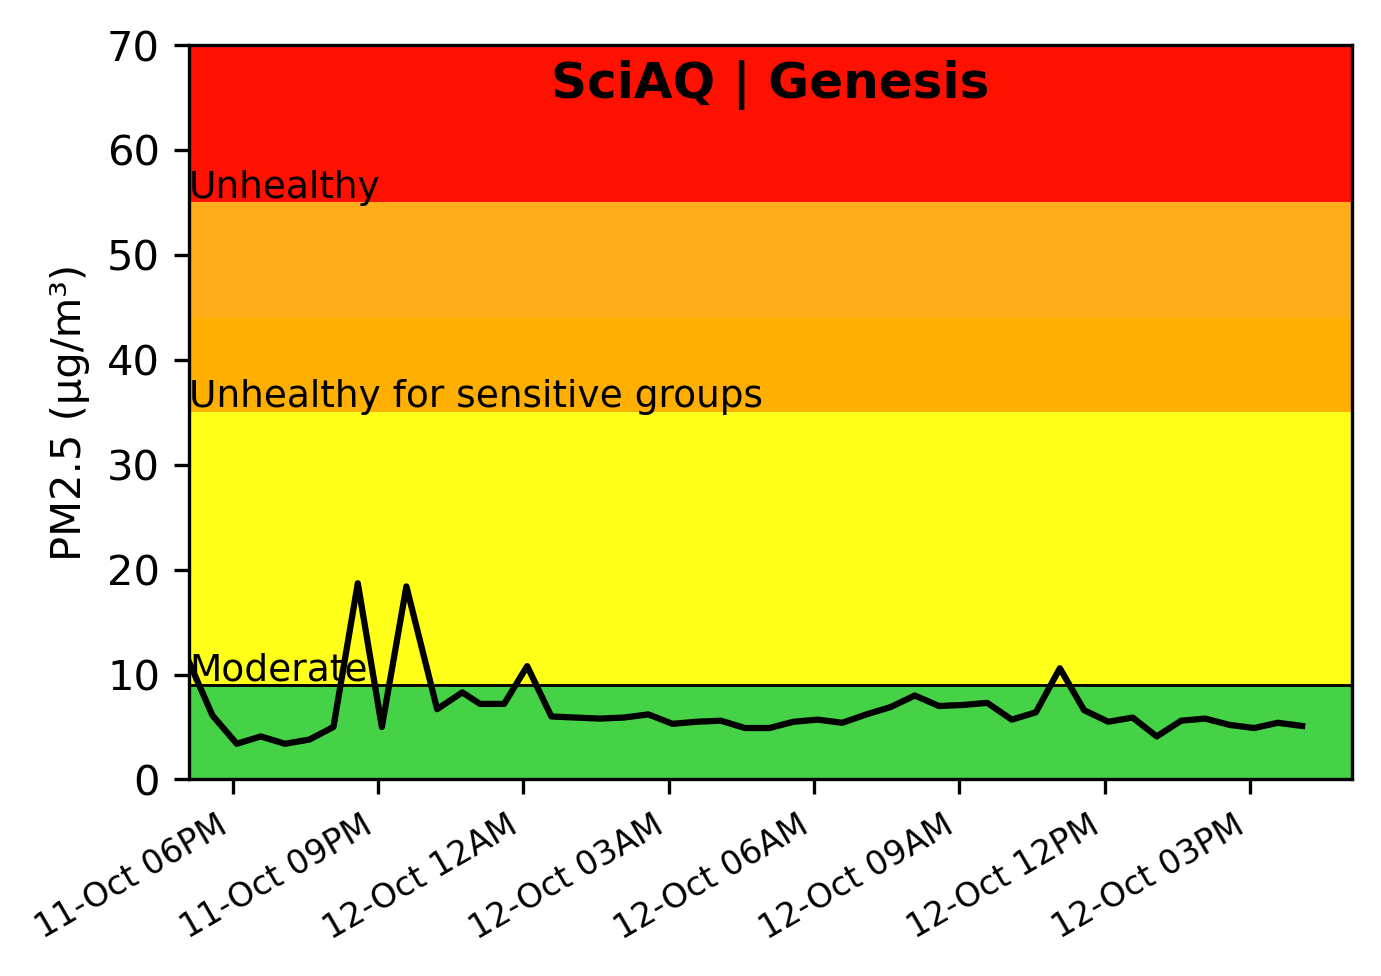 SciAQ | Genesis
PM2.5 (µg/m³)
70
60
50
40
30
20
10
0
Unhealthy
Unhealthy for sensitive groups
Moderate
11-Oct 06PM
11-Oct 09PM
12-Oct 12AM
12-Oct 03AM
12-Oct 06AM
12-Oct 09AM
12-Oct 12PM
12-Oct 03PM